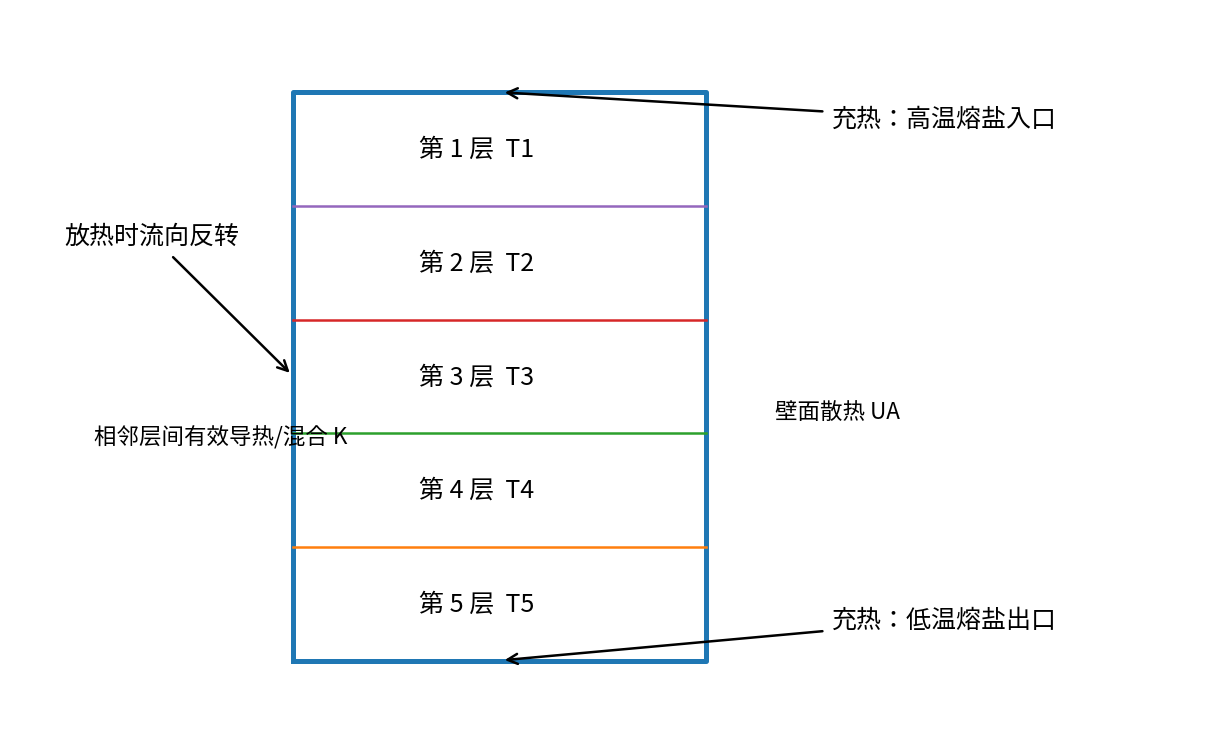 充热：高温熔盐入口
第 1 层 T1
放热时流向反转
第 2 层 T2
第 3 层 T3
壁面散热 UA
相邻层间有效导热/混合 K
第 4 层 T4
第 5 层 T5
充热：低温熔盐出口